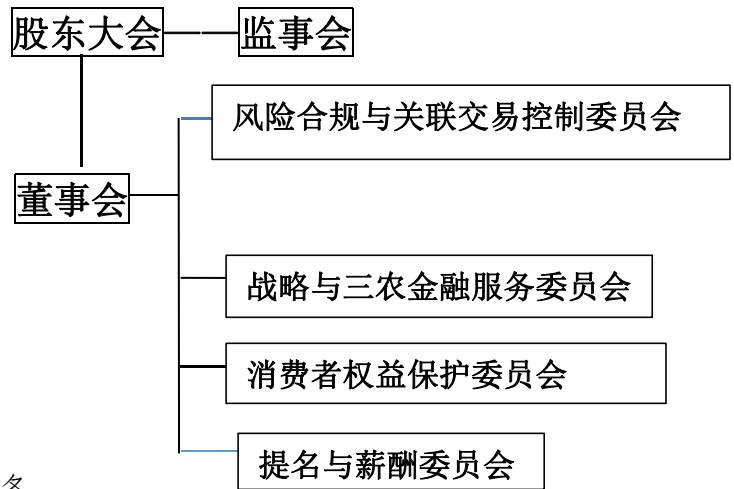 股东大会
监事会
风险合规与关联交易控制委员会
董事会
战略与三农金融服务委员会
消费者权益保护委员会
提名与薪酬委员会